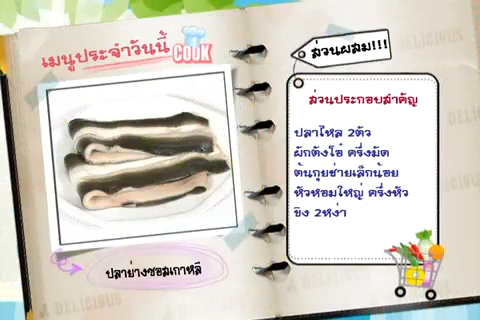 เมนูประจำวันนี้
COOK
ปลาย่างซอสเกาหลี
ส่วนผสม!!!
ส่วนประกอบสำคัญ
ปลาไหล 2ตัว
ผักตังโอ๋ ครึ่งมัด
ต้นกุยช่ายเล็กน้อย
หัวหอมใหญ่ ครึ่งหัว
ขิง 2หง่า
DELICIOUS
DELICIOUS